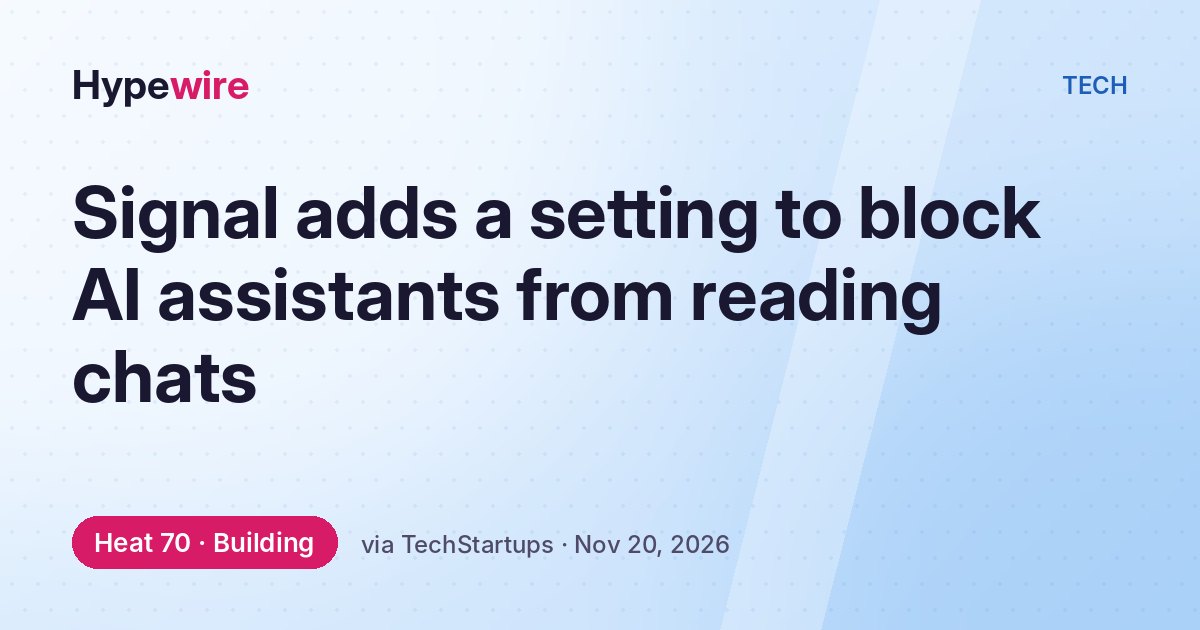 Hypewire
TECH
Signal adds a setting to block
AI assistants from reading
chats
Heat 70 · Building
via TechStartups · Nov 20, 2026